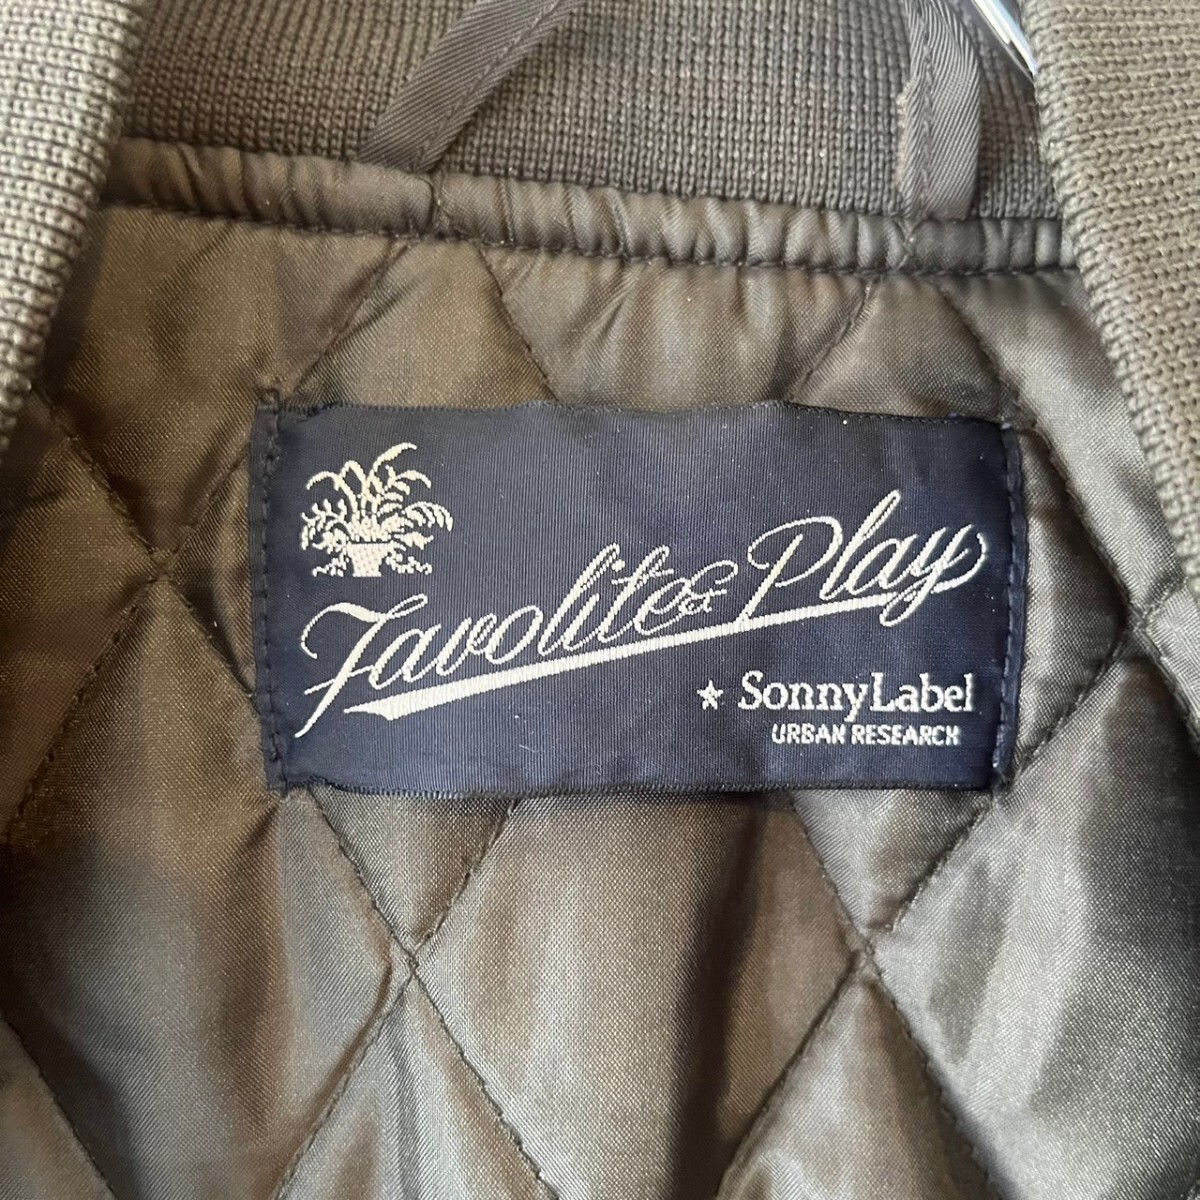 Favolite & Play
★ SonnyLabel
URBAN RESEARCH